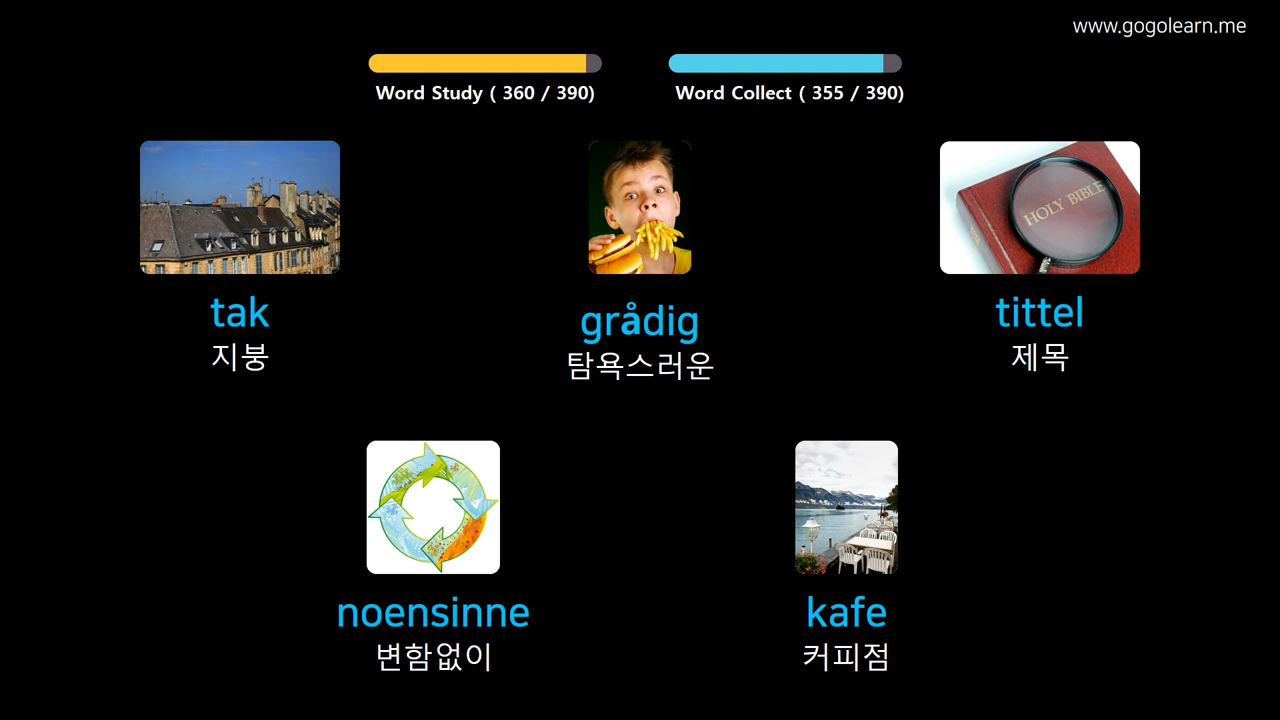 www.gogolearn.me
Word Study ( 360 / 390)
Word Collect ( 355 / 390)
HOLY BIBLE
tak
지붕
grådig
탐욕스러운
tittel
제목
noensinne
변함없이
kafe
커피점